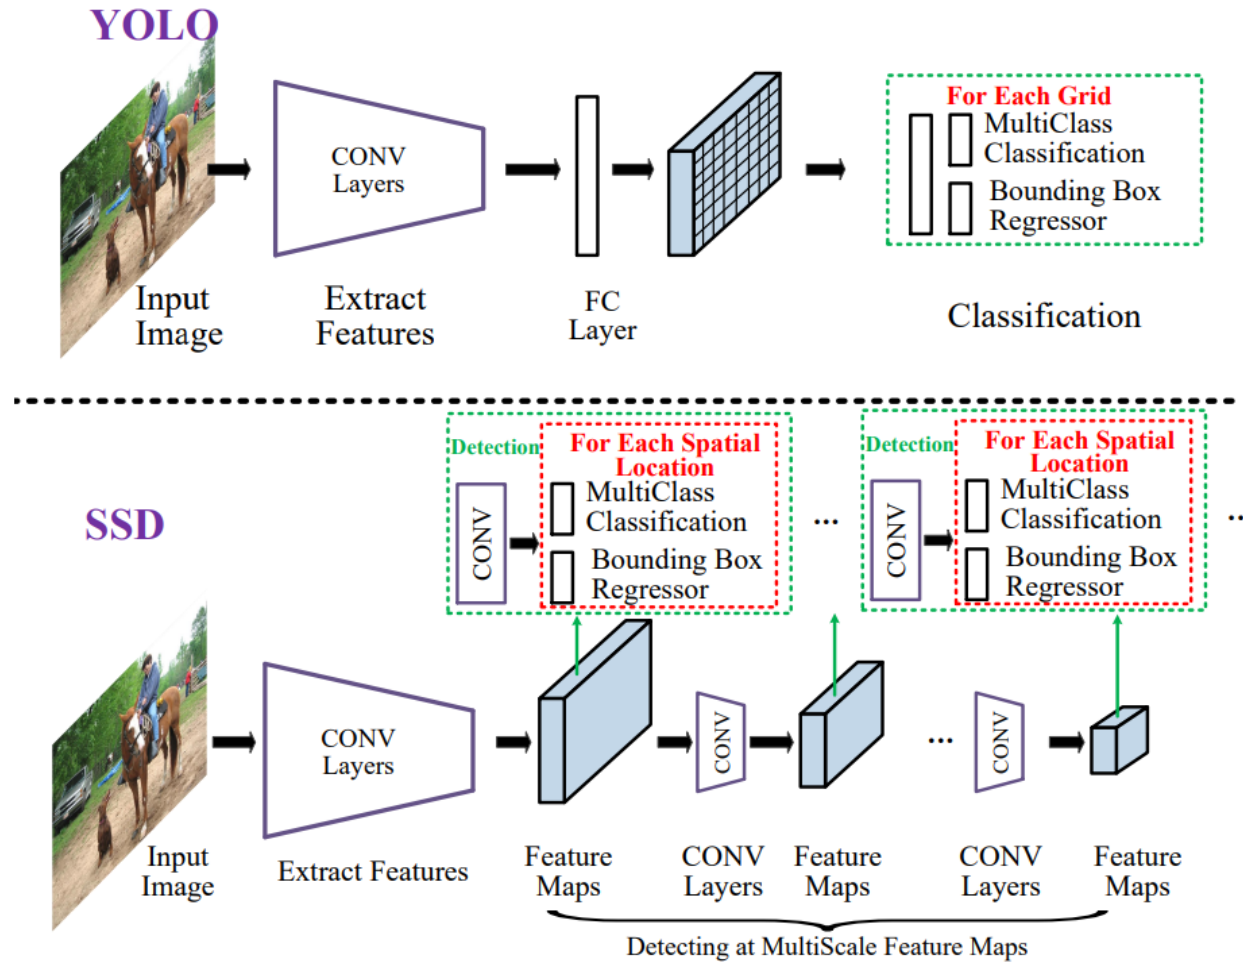 YOLO
CONV
Layers
For Each Grid
MultiClass
Classification
Bounding Box
Regressor
Input
Image
Extract
Features
FC
Layer
Classification
SSD
Detection
For Each Spatial
Location
CONV
MultiClass
Classification
Bounding Box
Regressor
...
Detection
For Each Spatial
Location
CONV
MultiClass
Classification
Bounding Box
Regressor
...
CONV
Layers
CONV
...
CONV
Input
Image
Extract Features
Feature
Maps
CONV
Layers
Feature
Maps
CONV
Layers
Feature
Maps
Detecting at MultiScale Feature Maps